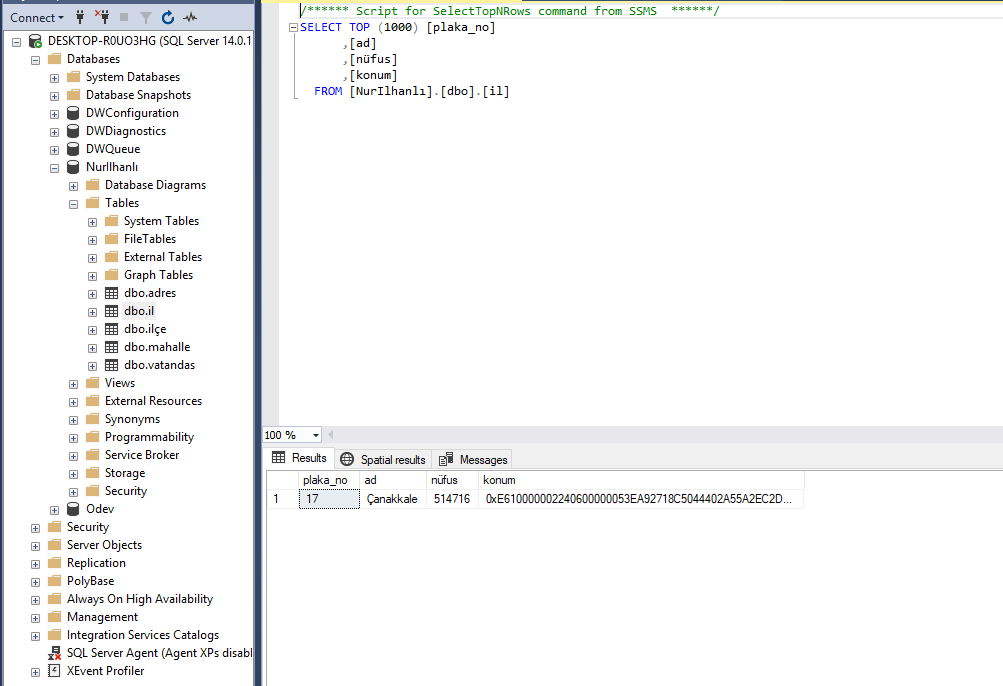 Connect
DESKTOP-R0UO3HG (SQL Server 14.0.1
Databases
System Databases
Database Snapshots
DWConfiguration
DWDiagnostics
DWQueue
NurIlhanlı
Database Diagrams
Tables
System Tables
FileTables
External Tables
Graph Tables
dbo.adres
dbo.il
dbo.ilçe
dbo.mahalle
dbo.vatandas
Views
External Resources
Synonyms
Programmability
Service Broker
Storage
Security
Odev
Security
Server Objects
Replication
PolyBase
Always On High Availability
Management
Integration Services Catalogs
SQL Server Agent (Agent XPs disabl
XEvent Profiler
/****** Script for SelectTopNRows command from SSMS  ******/
SELECT TOP (1000) [plaka_no]
,[ad]
,[nüfus]
,[konum]
FROM [NurIlhanlı].[dbo].[il]
100 %
Results Spatial results Messages
plaka_no ad nüfus konum
1 17 Çanakkale 514716 0xE610000002240600000053EA92718C5044402A55A2EC2D...